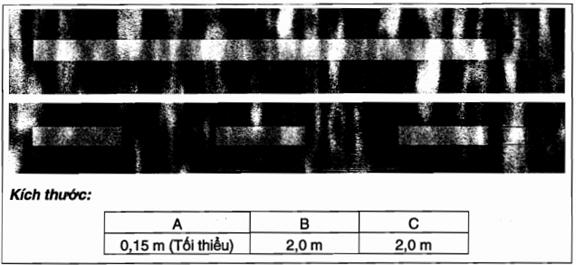 Kích thước:
A B C
0,15 m (Tối thiểu) 2,0 m 2,0 m